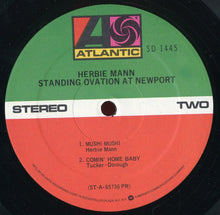 ATLANTIC
SD 1445
HERBIE MANN
STANDING OVATION AT NEWPORT
STEREO
TWO
1. MUSHI MUSHI
Herbie Mann
2. COMIN' HOME BABY
Tucker-Dorough
(ST-A-65736 PR)